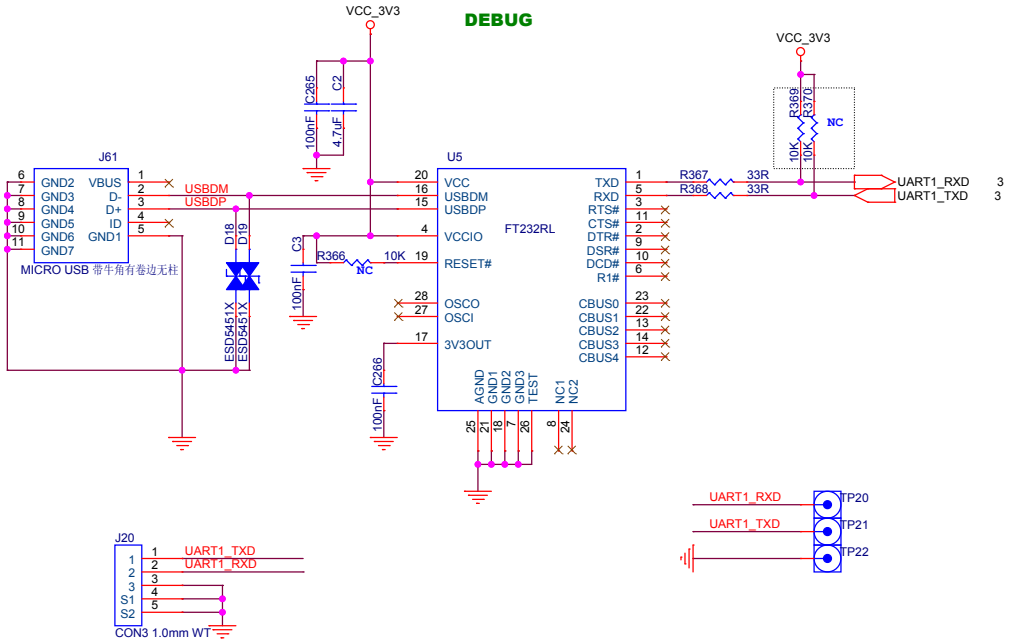 DEBUG
VCC_3V3
VCC_3V3
C265
100nF
C2
4.7uF
R369
10K
R370
10K
NC
J61
6 GND2 VBUS 1
7 GND3 D- 2 USBDM
8 GND4 D+ 3 USBDP
9 GND5 ID 4
10 GND6 GND1 5
11 GND7
MICRO USB 带牛角有卷边无柱
D18
D19
ESD5451X
ESD5451X
C3
100nF
R366 10K
NC
C266
100nF
U5
FT232RL
20 VCC
16 USBDM
15 USBDP
4 VCCIO
19 RESET#
28 OSCO
27 OSCI
17 3V3OUT
TXD 1 R367 33R UART1_RXD 3
RXD 5 R368 33R UART1_TXD 3
RTS# 3
CTS# 11
DTR# 2
DSR# 9
DCD# 10
R1# 6
CBUS0 23
CBUS1 22
CBUS2 13
CBUS3 14
CBUS4 12
AGND 25
GND1 21
GND2 18
GND3 7
TEST 26
NC1 8
NC2 24
UART1_RXD TP20
UART1_TXD TP21
TP22
J20
1 1 UART1_TXD
2 2 UART1_RXD
3 3
S1 4
S2 5
CON3 1.0mm WT